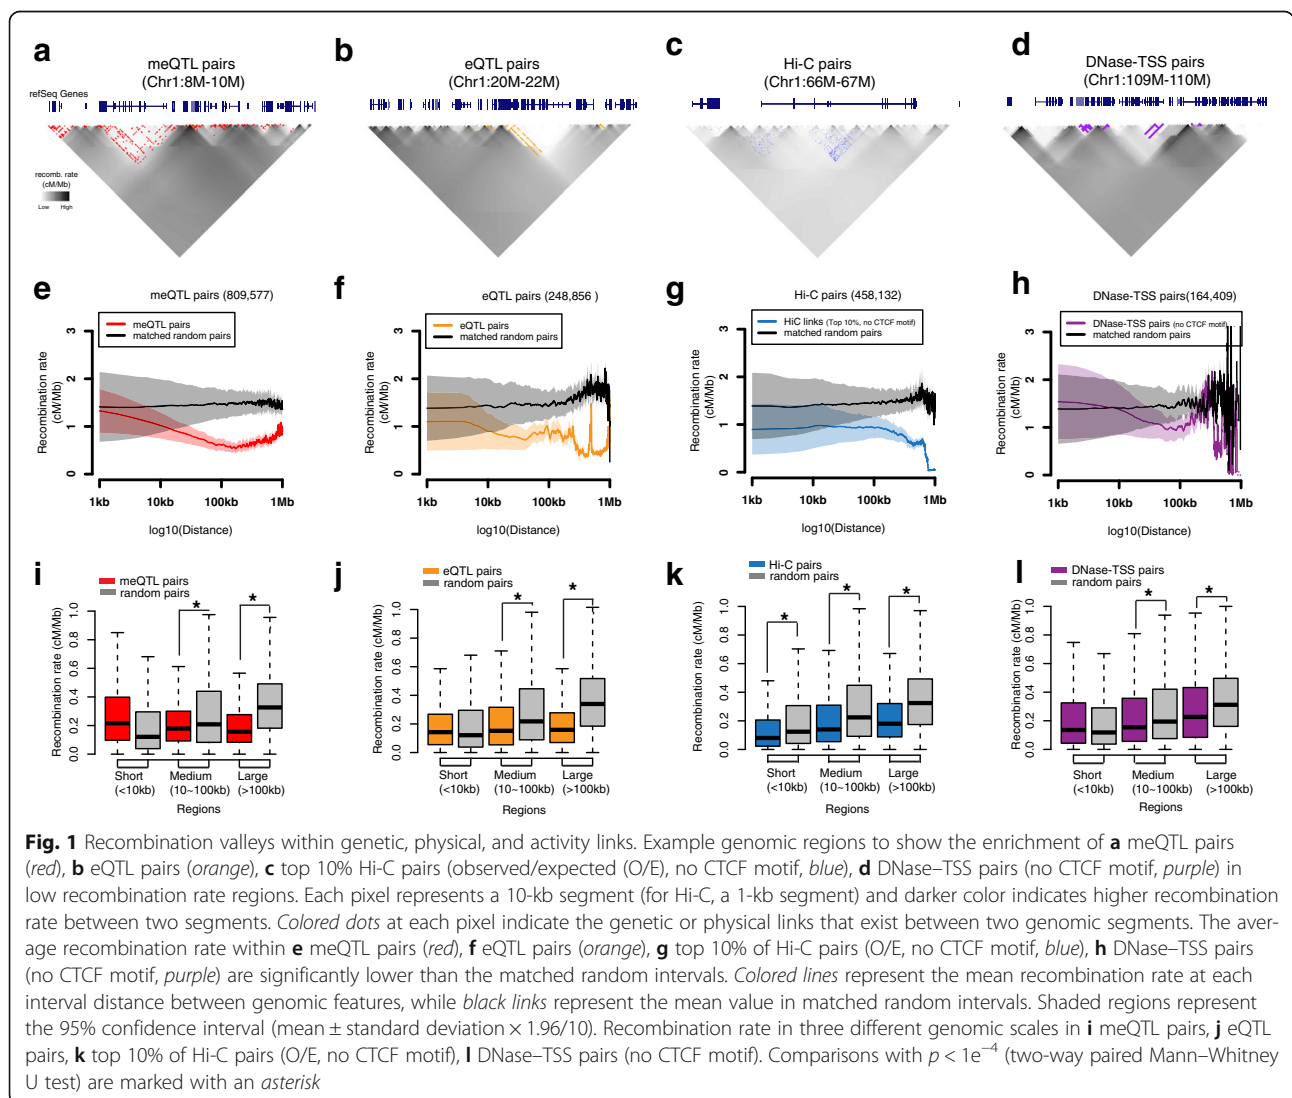 a
meQTL pairs
(Chr1:8M-10M)
refSeq Genes
recomb. rate
(cM/Mb)
Low High
b
eQTL pairs
(Chr1:20M-22M)
c
Hi-C pairs
(Chr1:66M-67M)
d
DNase-TSS pairs
(Chr1:109M-110M)
e
meQTL pairs (809,577)
meQTL pairs
matched random pairs
Recombination rate
(cM/Mb)
0 1 2 3
1kb 10kb 100kb 1Mb
log10(Distance)
f
eQTL pairs (248,856 )
eQTL pairs
matched random pairs
Recombination rate
(cM/Mb)
0 1 2 3
1kb 10kb 100kb 1Mb
log10(Distance)
g
Hi-C pairs (458,132)
HiC links (Top 10%, no CTCF motif)
matched random pairs
Recombination rate
(cM/Mb)
0 1 2 3
1kb 10kb 100kb 1Mb
log10(Distance)
h
DNase-TSS pairs(164,409)
DNase-TSS pairs (no CTCF motif)
matched random pairs
Recombination rate
(cM/Mb)
0 1 2 3
1kb 10kb 100kb 1Mb
log10(Distance)
i
meQTL pairs
random pairs
Recombination rate (cM/Mb)
0.0 0.2 0.4 0.6 0.8 1.0
* *
Short Medium Large
(<10kb) (10~100kb) (>100kb)
Regions
j
eQTL pairs
random pairs
Recombination rate (cM/Mb)
0.0 0.2 0.4 0.6 0.8 1.0
* *
Short Medium Large
(<10kb) (10~100kb) (>100kb)
Regions
k
Hi-C pairs
random pairs
Recombination rate (cM/Mb)
0.0 0.2 0.4 0.6 0.8 1.0
* * *
Short Medium Large
(<10kb) (10~100kb) (>100kb)
Regions
l
DNase-TSS pairs
random pairs
Recombination rate (cM/Mb)
0.0 0.2 0.4 0.6 0.8 1.0
* *
Short Medium Large
(<10kb) (10~100kb) (>100kb)
Regions
Fig. 1 Recombination valleys within genetic, physical, and activity links. Example genomic regions to show the enrichment of a meQTL pairs
(red), b eQTL pairs (orange), c top 10% Hi-C pairs (observed/expected (O/E), no CTCF motif, blue), d DNase–TSS pairs (no CTCF motif, purple) in
low recombination rate regions. Each pixel represents a 10-kb segment (for Hi-C, a 1-kb segment) and darker color indicates higher recombination
rate between two segments. Colored dots at each pixel indicate the genetic or physical links that exist between two genomic segments. The aver-
age recombination rate within e meQTL pairs (red), f eQTL pairs (orange), g top 10% of Hi-C pairs (O/E, no CTCF motif, blue), h DNase–TSS pairs
(no CTCF motif, purple) are significantly lower than the matched random intervals. Colored lines represent the mean recombination rate at each
interval distance between genomic features, while black links represent the mean value in matched random intervals. Shaded regions represent
the 95% confidence interval (mean ± standard deviation × 1.96/10). Recombination rate in three different genomic scales in i meQTL pairs, j eQTL
pairs, k top 10% of Hi-C pairs (O/E, no CTCF motif), l DNase–TSS pairs (no CTCF motif). Comparisons with p < 1e⁻⁴ (two-way paired Mann–Whitney
U test) are marked with an asterisk